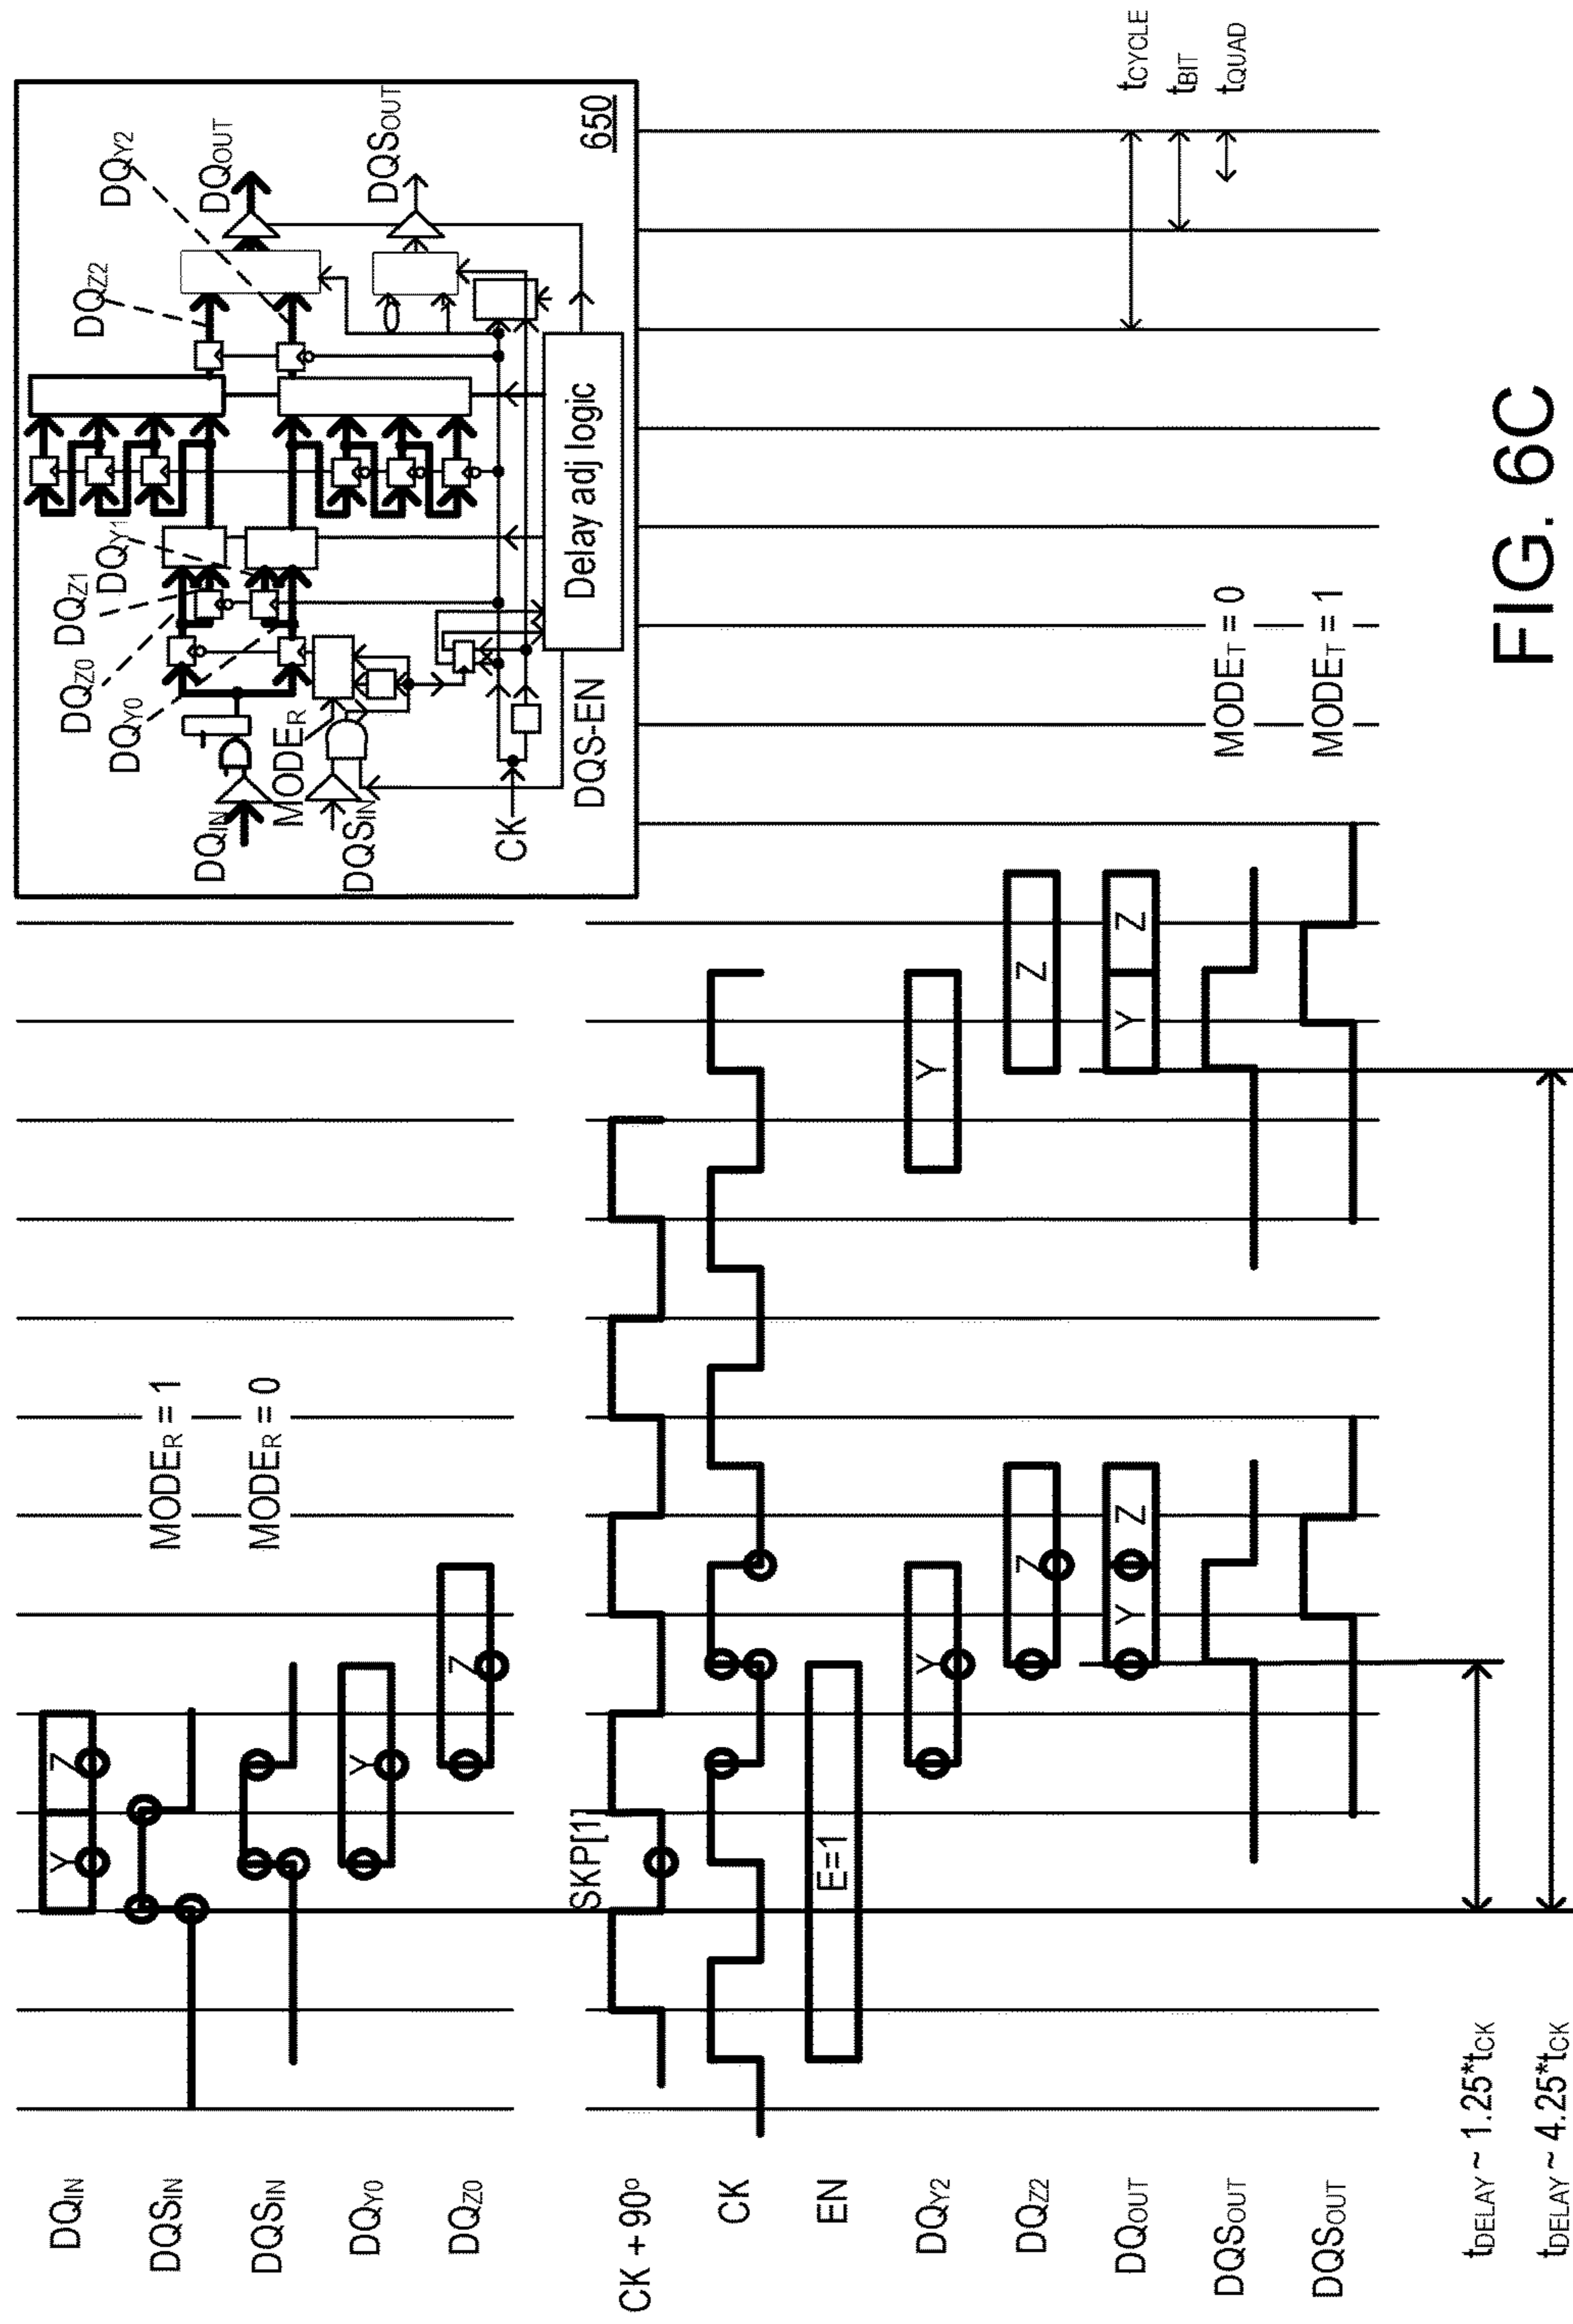 DQIN
DQSIN
MODER = 1
DQSIN
MODER = 0
DQY0
DQZ0
Y
Z
Y
Z
CK + 90º
SKP[1]
CK
EN
E=1
DQY2
Y
Y
DQZ2
Z
Z
DQOUT
Y
Z
Y
Z
DQSOUT
MODET = 0
DQSOUT
MODET = 1
tDELAY ~ 1.25*tCK
tDELAY ~ 4.25*tCK
DQIN
DQY0
DQZ0
DQZ1
DQY1
DQZ2
DQY2
DQOUT
MODER
DQSIN
DQSOUT
CK
DQS-EN
Delay adj logic
650
tCYCLE
tBIT
tQUAD
FIG. 6C